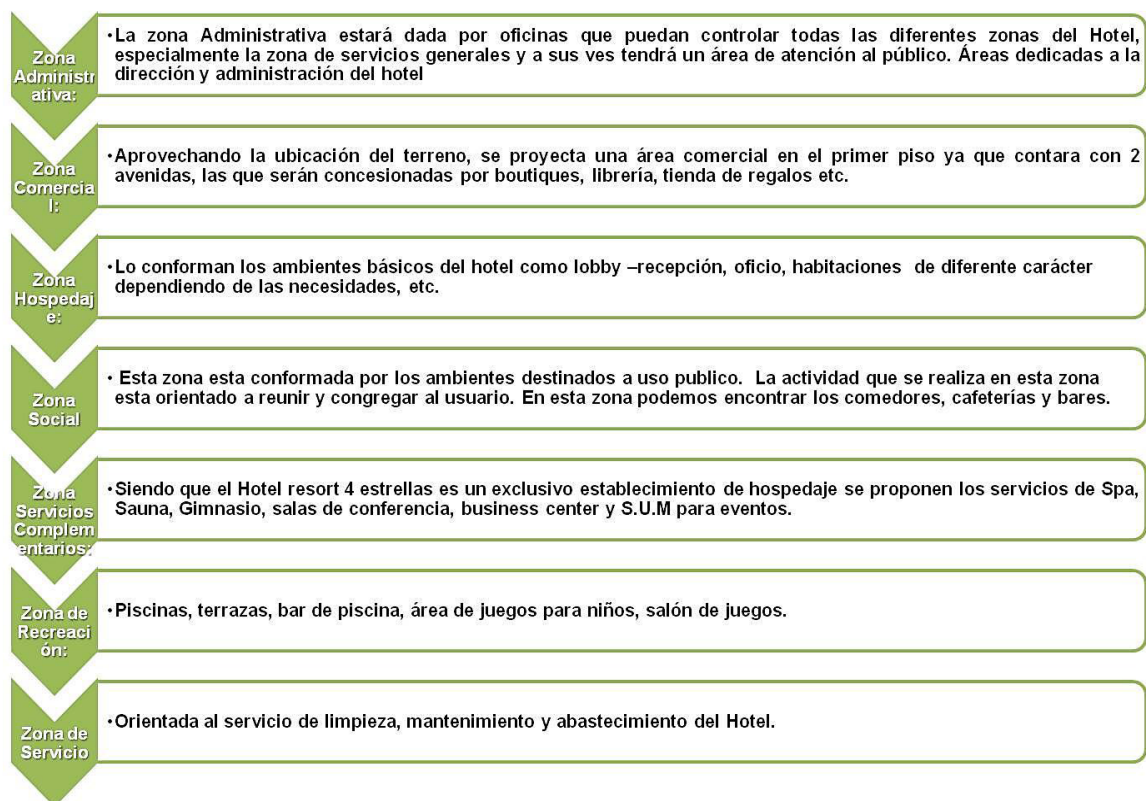 Zona
Administr
ativa:
•La zona Administrativa estará dada por oficinas que puedan controlar todas las diferentes zonas del Hotel,
especialmente la zona de servicios generales y a sus ves tendrá un área de atención al público. Áreas dedicadas a la
dirección y administración del hotel
Zona
Comercia
l:
•Aprovechando la ubicación del terreno, se proyecta una área comercial en el primer piso ya que contara con 2
avenidas, las que serán concesionadas por boutiques, librería, tienda de regalos etc.
Zona
Hospedaj
e:
•Lo conforman los ambientes básicos del hotel como lobby –recepción, oficio, habitaciones de diferente carácter
dependiendo de las necesidades, etc.
Zona
Social
• Esta zona esta conformada por los ambientes destinados a uso publico. La actividad que se realiza en esta zona
esta orientado a reunir y congregar al usuario. En esta zona podemos encontrar los comedores, cafeterías y bares.
Zona
Servicios
Complem
entarios:
•Siendo que el Hotel resort 4 estrellas es un exclusivo establecimiento de hospedaje se proponen los servicios de Spa,
Sauna, Gimnasio, salas de conferencia, business center y S.U.M para eventos.
Zona de
Recreaci
ón:
•Piscinas, terrazas, bar de piscina, área de juegos para niños, salón de juegos.
Zona de
Servicio
•Orientada al servicio de limpieza, mantenimiento y abastecimiento del Hotel.